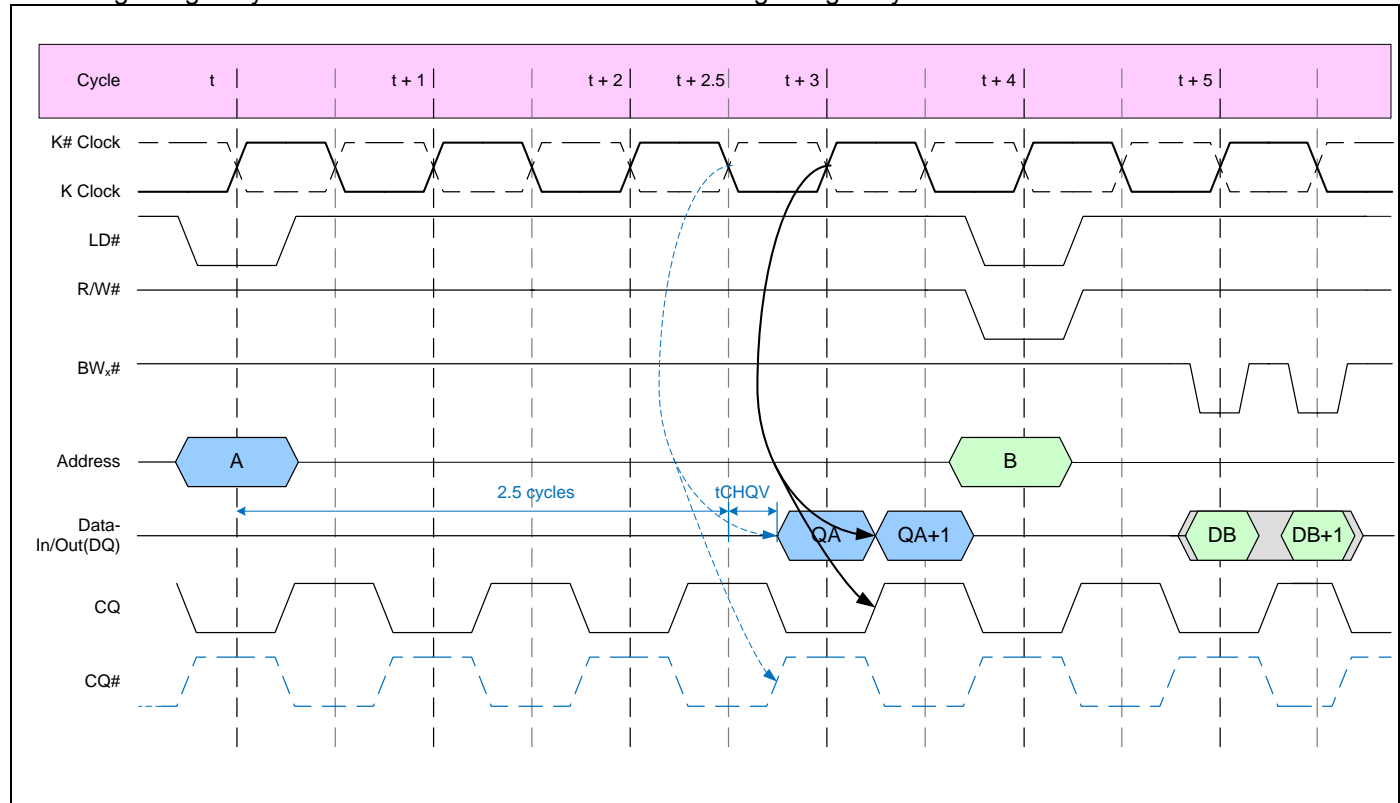 Cycle t t + 1 t + 2 t + 2.5 t + 3 t + 4 t + 5
K# Clock
K Clock
LD#
R/W#
BWx#
Address A B
2.5 cycles tCHQV
Data-
In/Out(DQ) QA QA+1 DB DB+1
CQ
CQ#